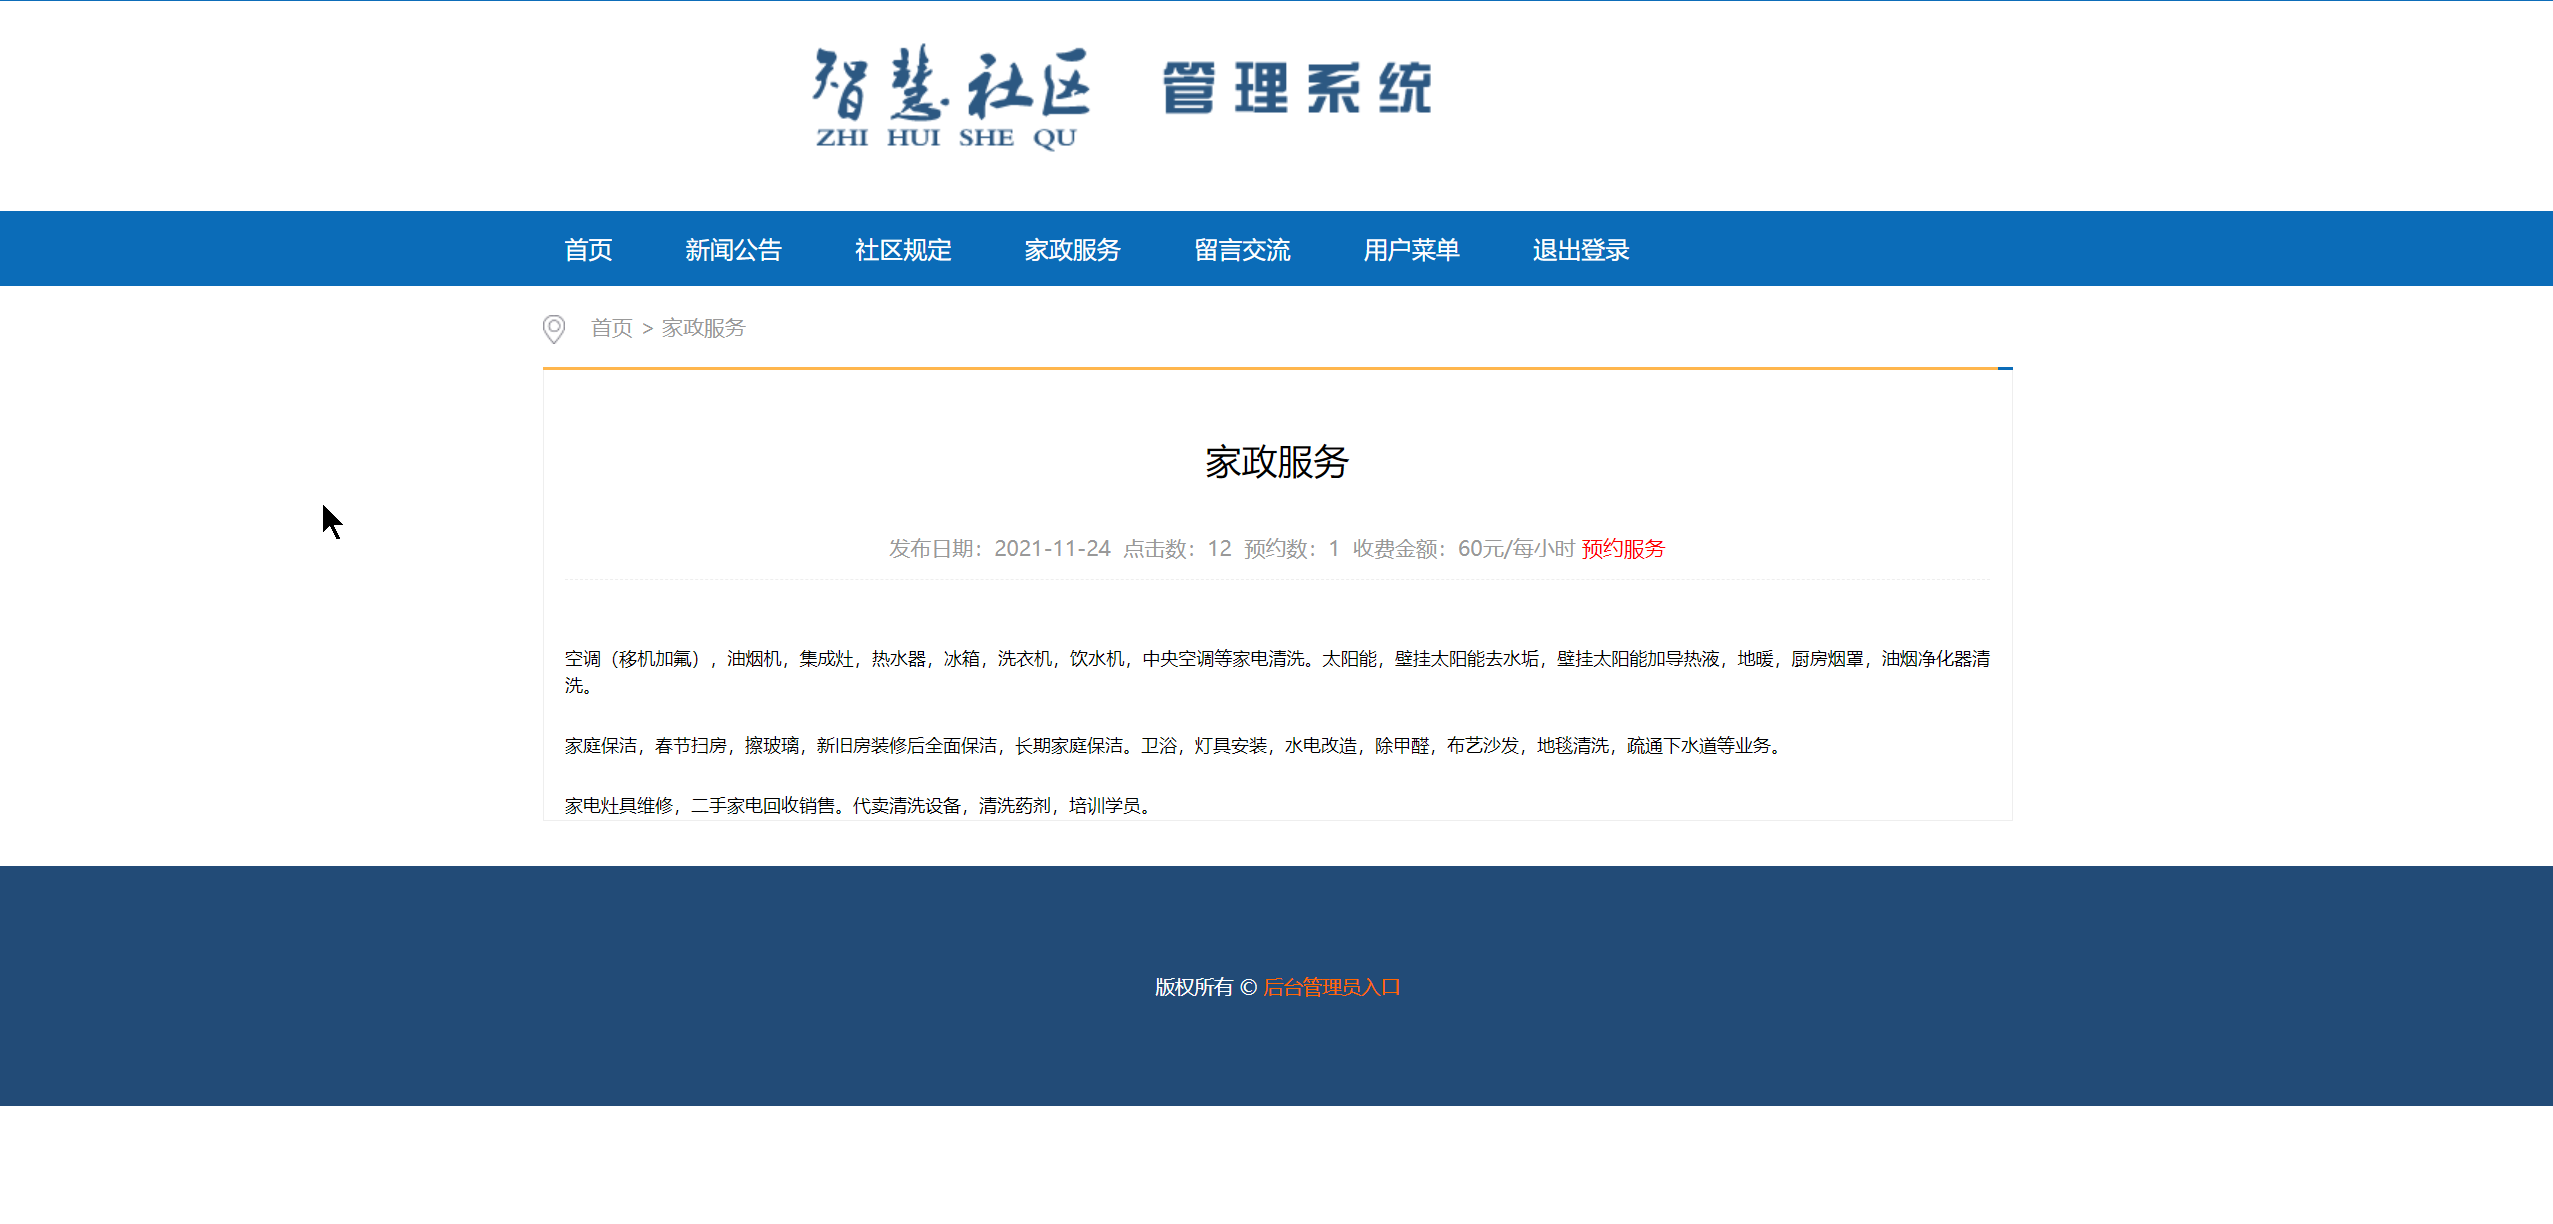 智慧社区 管理系统
ZHI HUI SHE QU
首页 新闻公告 社区规定 家政服务 留言交流 用户菜单 退出登录
首页 > 家政服务
家政服务
发布日期：2021-11-24 点击数：12 预约数：1 收费金额：60元/每小时 预约服务
空调（移机加氟），油烟机，集成灶，热水器，冰箱，洗衣机，饮水机，中央空调等家电清洗。太阳能，壁挂太阳能去水垢，壁挂太阳能加导热液，地暖，厨房烟罩，油烟净化器清
洗。
家庭保洁，春节扫房，擦玻璃，新旧房装修后全面保洁，长期家庭保洁。卫浴，灯具安装，水电改造，除甲醛，布艺沙发，地毯清洗，疏通下水道等业务。
家电灶具维修，二手家电回收销售。代卖清洗设备，清洗药剂，培训学员。
版权所有 © 后台管理员入口